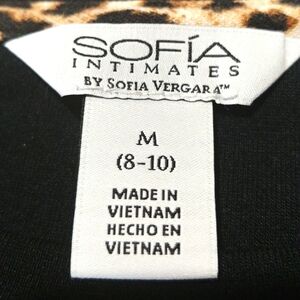 SOFÍA
INTIMATES
BY SOFIA VERGARA™
M
(8-10)
MADE IN
VIETNAM
HECHO EN
VIETNAM